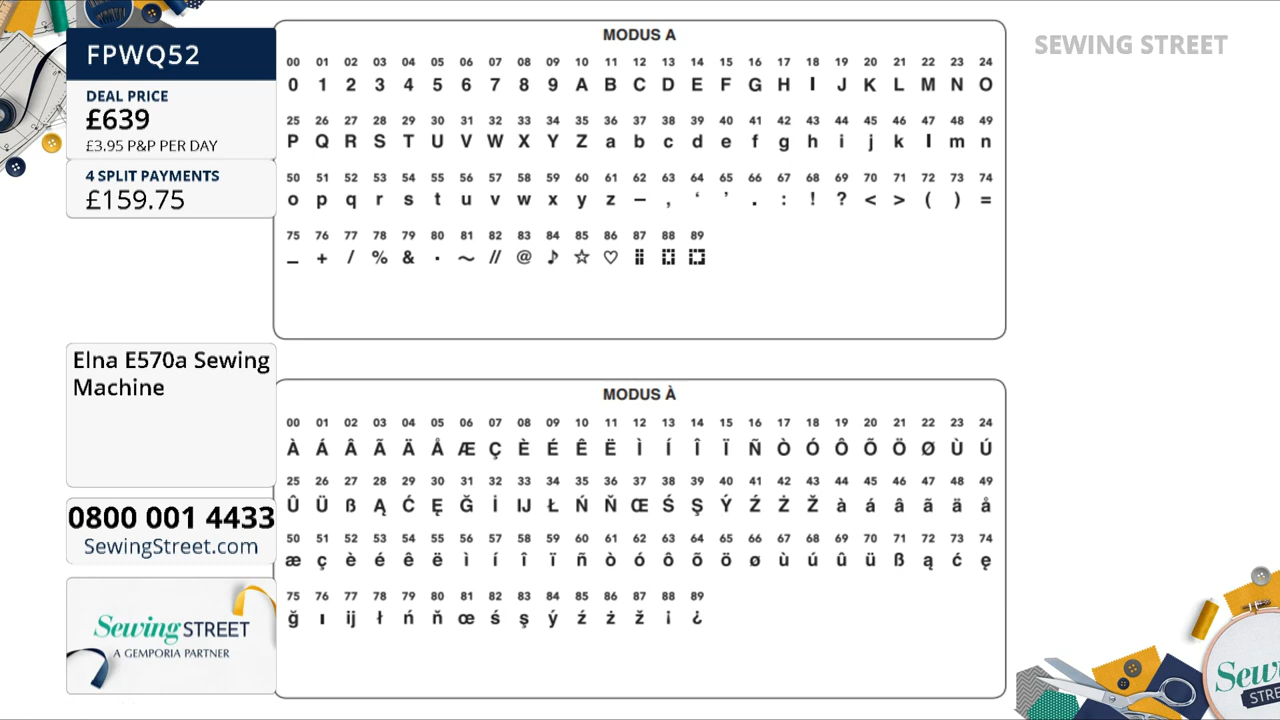 FPWQ52
DEAL PRICE
£639
£3.95 P&P PER DAY
4 SPLIT PAYMENTS
£159.75
Elna E570a Sewing
Machine
0800 001 4433
SewingStreet.com
Sewing STREET
A GEMPORIA PARTNER
MODUS A
00 01 02 03 04 05 06 07 08 09 10 11 12 13 14 15 16 17 18 19 20 21 22 23 24
0 1 2 3 4 5 6 7 8 9 A B C D E F G H I J K L M N O
25 26 27 28 29 30 31 32 33 34 35 36 37 38 39 40 41 42 43 44 45 46 47 48 49
P Q R S T U V W X Y Z a b c d e f g h i j k l m n
50 51 52 53 54 55 56 57 58 59 60 61 62 63 64 65 66 67 68 69 70 71 72 73 74
o p q r s t u v w x y z – , ‘ ’ . : ! ? < > ( ) =
75 76 77 78 79 80 81 82 83 84 85 86 87 88 89
_ + / % & · ~ // @ ♪ ☆ ♡
MODUS À
00 01 02 03 04 05 06 07 08 09 10 11 12 13 14 15 16 17 18 19 20 21 22 23 24
À Á Â Ã Ä Å Æ Ç È É Ê Ë Ì Í Î Ï Ñ Ò Ó Ô Õ Ö Ø Ù Ú
25 26 27 28 29 30 31 32 33 34 35 36 37 38 39 40 41 42 43 44 45 46 47 48 49
Û Ü ß Ą Ć Ę Ğ İ IJ Ł Ń Ň Œ Ś Ş Ý Ź Ż Ž à á â ã ä å
50 51 52 53 54 55 56 57 58 59 60 61 62 63 64 65 66 67 68 69 70 71 72 73 74
æ ç è é ê ë ì í î ï ñ ò ó ô õ ö ø ù ú û ü ß ą ć ę
75 76 77 78 79 80 81 82 83 84 85 86 87 88 89
ğ ı ij ł ń ň œ ś ş ý ź ż ž ¡ ¿
SEWING STREET